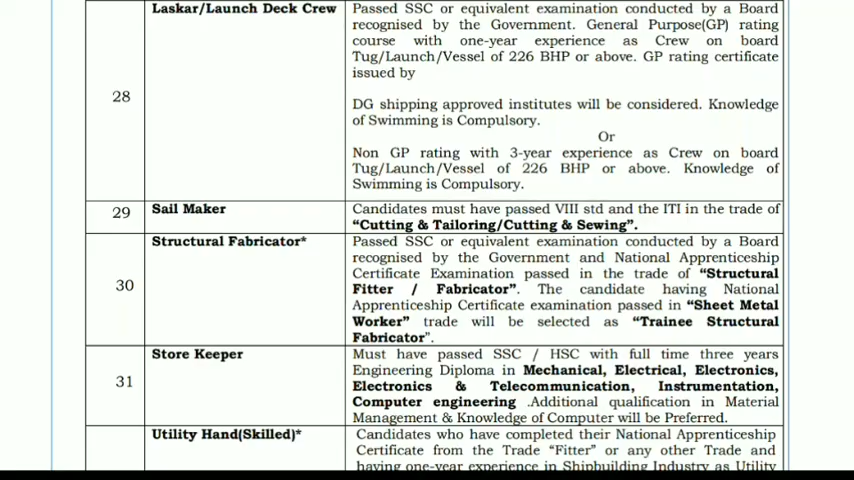 Laskar/Launch Deck Crew
Passed SSC or equivalent examination conducted by a Board
recognised by the Government. General Purpose(GP) rating
course with one-year experience as Crew on board
Tug/Launch/Vessel of 226 BHP or above. GP rating certificate
issued by
28
DG shipping approved institutes will be considered. Knowledge
of Swimming is Compulsory.
Or
Non GP rating with 3-year experience as Crew on board
Tug/Launch/Vessel of 226 BHP or above. Knowledge of
Swimming is Compulsory.
29
Sail Maker
Candidates must have passed VIII std and the ITI in the trade of
“Cutting & Tailoring/Cutting & Sewing”.
30
Structural Fabricator*
Passed SSC or equivalent examination conducted by a Board
recognised by the Government and National Apprenticeship
Certificate Examination passed in the trade of “Structural
Fitter / Fabricator”. The candidate having National
Apprenticeship Certificate examination passed in “Sheet Metal
Worker” trade will be selected as “Trainee Structural
Fabricator”.
31
Store Keeper
Must have passed SSC / HSC with full time three years
Engineering Diploma in Mechanical, Electrical, Electronics,
Electronics & Telecommunication, Instrumentation,
Computer engineering .Additional qualification in Material
Management & Knowledge of Computer will be Preferred.
Utility Hand(Skilled)*
Candidates who have completed their National Apprenticeship
Certificate from the Trade “Fitter” or any other Trade and
having one-year experience in Shipbuilding Industry as Utility